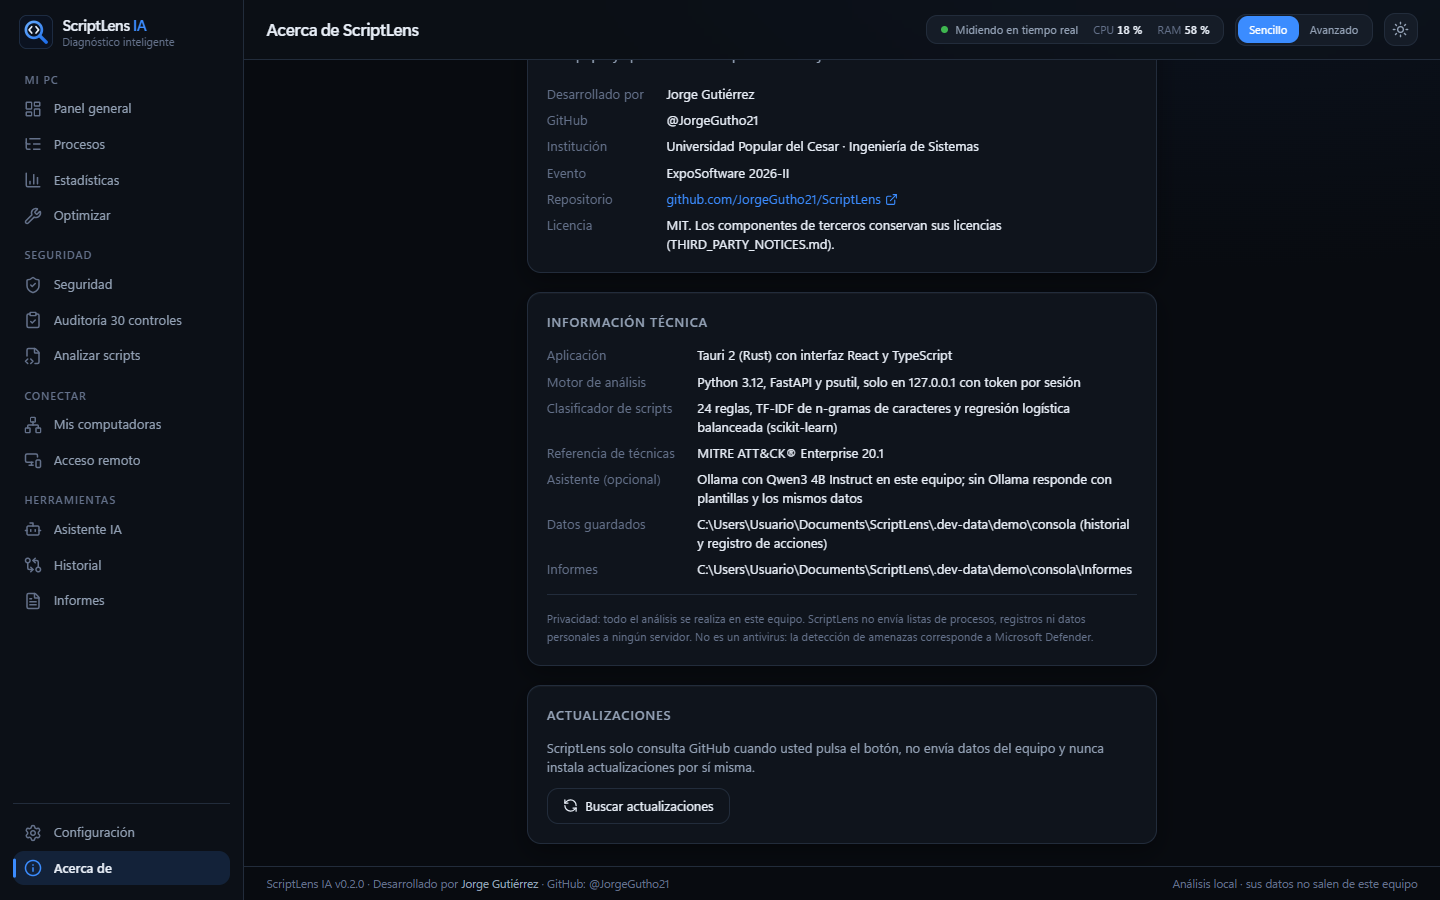 ScriptLens IA
Diagnóstico inteligente
MI PC
Panel general
Procesos
Estadísticas
Optimizar
SEGURIDAD
Seguridad
Auditoría 30 controles
Analizar scripts
CONECTAR
Mis computadoras
Acceso remoto
HERRAMIENTAS
Asistente IA
Historial
Informes
Configuración
Acerca de
Acerca de ScriptLens
Midiendo en tiempo real CPU 18 % RAM 58 %
Sencillo Avanzado
Desarrollado por Jorge Gutiérrez
GitHub @JorgeGutho21
Institución Universidad Popular del Cesar · Ingeniería de Sistemas
Evento ExpoSoftware 2026-II
Repositorio github.com/JorgeGutho21/ScriptLens
Licencia MIT. Los componentes de terceros conservan sus licencias
(THIRD_PARTY_NOTICES.md).
INFORMACIÓN TÉCNICA
Aplicación Tauri 2 (Rust) con interfaz React y TypeScript
Motor de análisis Python 3.12, FastAPI y psutil, solo en 127.0.0.1 con token por sesión
Clasificador de scripts 24 reglas, TF-IDF de n-gramas de caracteres y regresión logística
balanceada (scikit-learn)
Referencia de técnicas MITRE ATT&CK® Enterprise 20.1
Asistente (opcional) Ollama con Qwen3 4B Instruct en este equipo; sin Ollama responde con
plantillas y los mismos datos
Datos guardados C:\Users\Usuario\Documents\ScriptLens\.dev-data\demo\consola (historial
y registro de acciones)
Informes C:\Users\Usuario\Documents\ScriptLens\.dev-data\demo\consola\Informes
Privacidad: todo el análisis se realiza en este equipo. ScriptLens no envía listas de procesos, registros ni datos
personales a ningún servidor. No es un antivirus: la detección de amenazas corresponde a Microsoft Defender.
ACTUALIZACIONES
ScriptLens solo consulta GitHub cuando usted pulsa el botón, no envía datos del equipo y nunca
instala actualizaciones por sí misma.
Buscar actualizaciones
ScriptLens IA v0.2.0 · Desarrollado por Jorge Gutiérrez · GitHub: @JorgeGutho21
Análisis local · sus datos no salen de este equipo